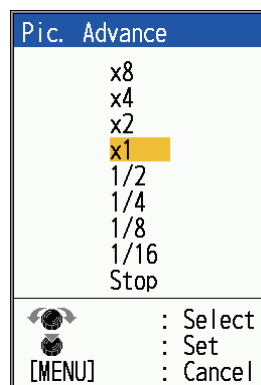 Pic. Advance
x8
x4
x2
x1
1/2
1/4
1/8
1/16
Stop
: Select
: Set
[MENU] : Cancel